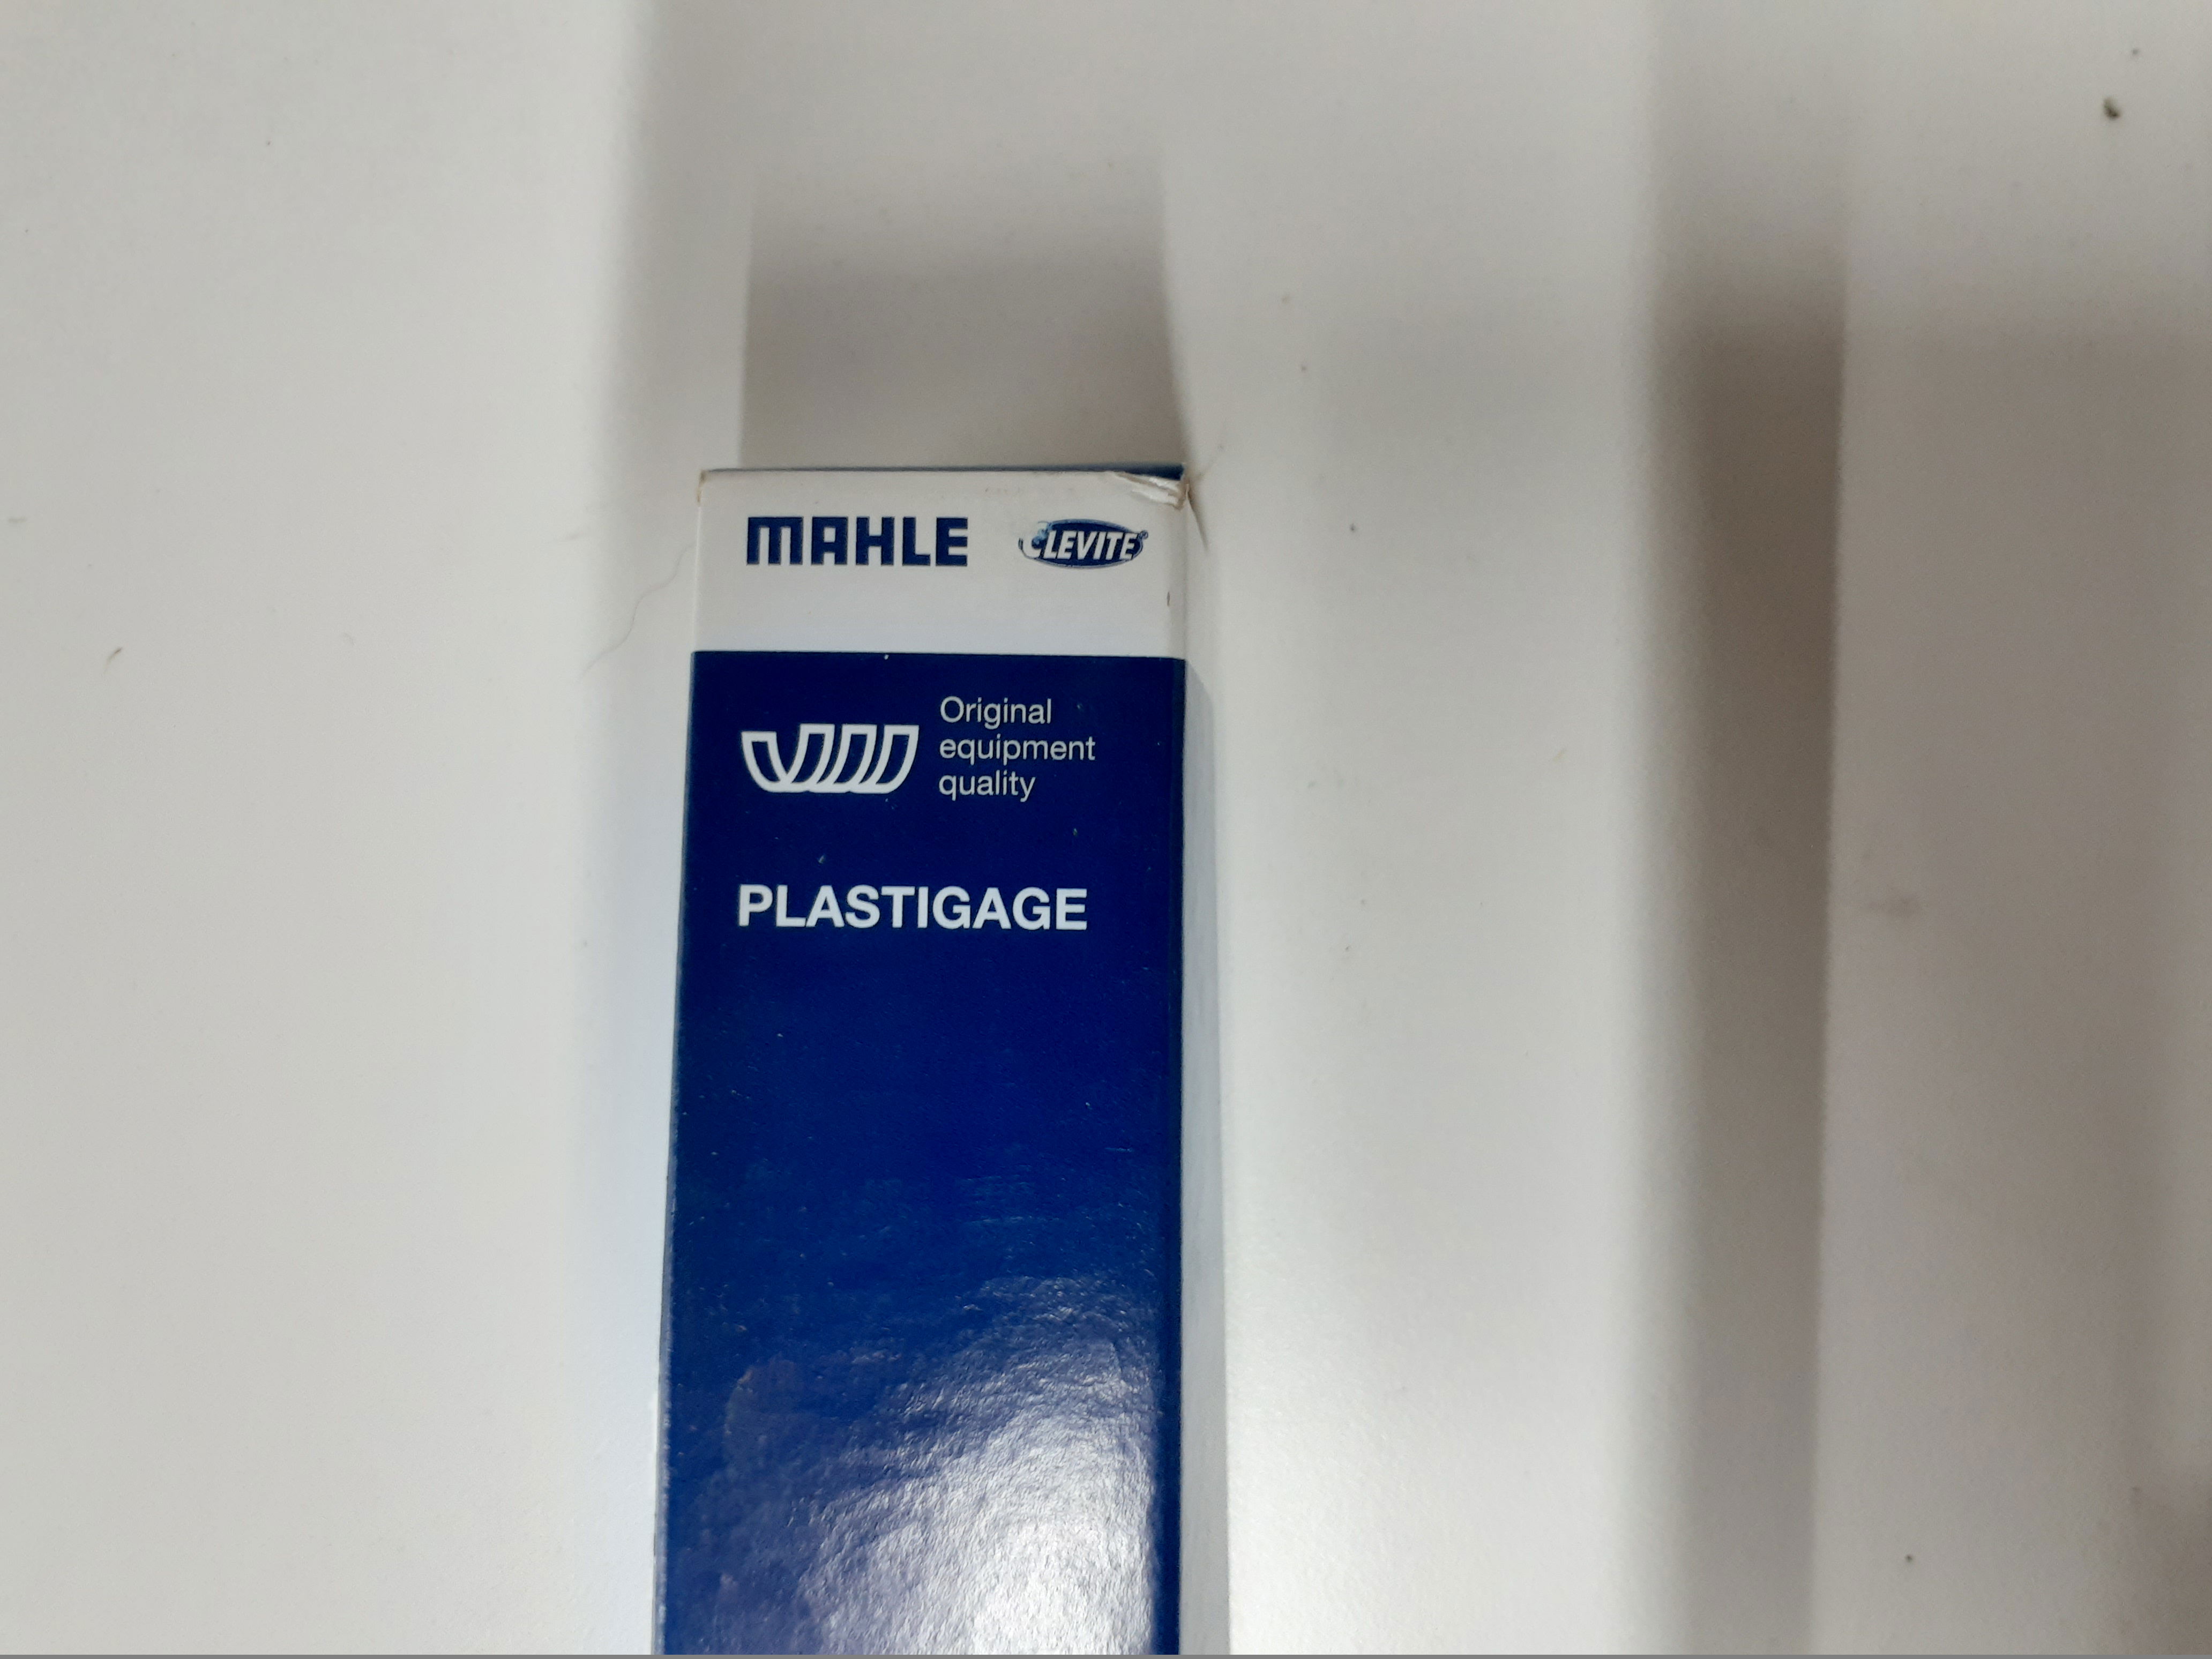 MAHLE CLEVITE®
Original
equipment
quality
PLASTIGAGE